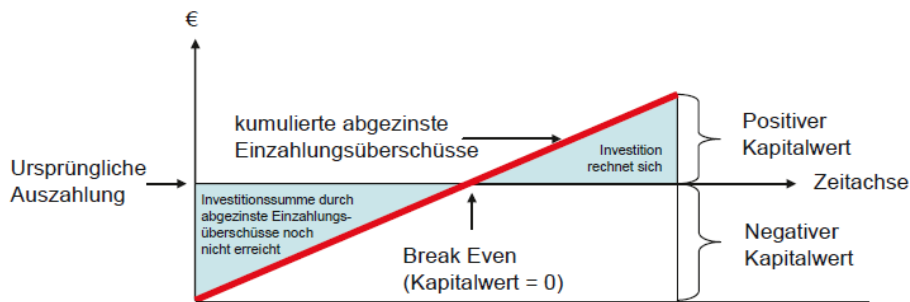 €
kumulierte abgezinste
Einzahlungsüberschüsse
Positiver
Kapitalwert
Investition
rechnet sich
Ursprüngliche
Auszahlung
Zeitachse
Investitionssumme durch
abgezinste Einzahlungs-
überschüsse noch
nicht erreicht
Break Even
(Kapitalwert = 0)
Negativer
Kapitalwert